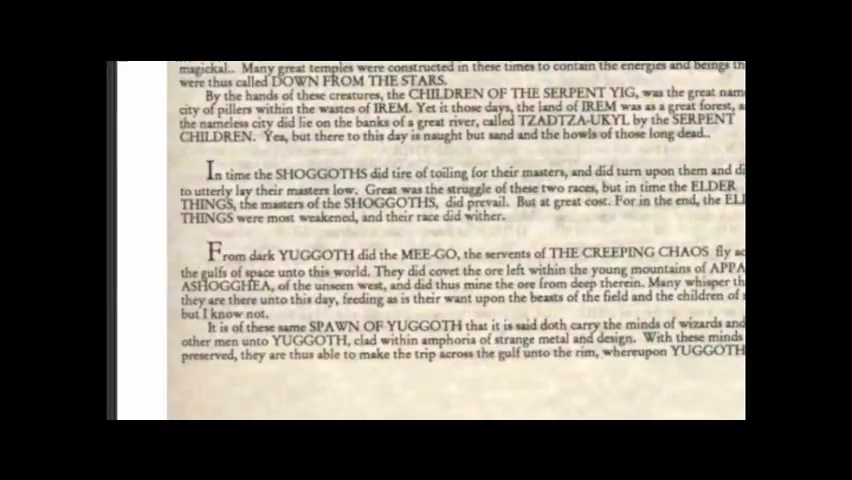 magickal.. Many great temples were constructed in these times to contain the energies and beings th
were thus called DOWN FROM THE STARS.
By the hands of these creatures, the CHILDREN OF THE SERPENT YIG, was the great nam
city of pillers within the wastes of IREM. Yet it those days, the land of IREM was as a great forest, a
the nameless city did lie on the banks of a great river, called TZADTZA-UKYL by the SERPENT
CHILDREN. Yea, but there to this day is naught but sand and the howls of those long dead..
In time the SHOGGOTHS did tire of toiling for their masters, and did turn upon them and di
to utterly lay their masters low. Great was the struggle of these two races, but in time the ELDER
THINGS, the masters of the SHOGGOTHS, did prevail. But at great cost. For in the end, the EL
THINGS were most weakened, and their race did wither.
From dark YUGGOTH did the MEE-GO, the servents of THE CREEPING CHAOS fly ac
the gulfs of space unto this world. They did covet the ore left within the young mountains of APPA
ASHOGGHEA, of the unseen west, and did thus mine the ore from deep therein. Many whisper th
they are there unto this day, feeding as is their want upon the beasts of the field and the children of
but I know not.
It is of these same SPAWN OF YUGGOTH that it is said doth carry the minds of wizards and
other men unto YUGGOTH, clad within amphoria of strange metal and design. With these minds
preserved, they are thus able to make the trip across the gulf unto the rim, whereupon YUGGOTH